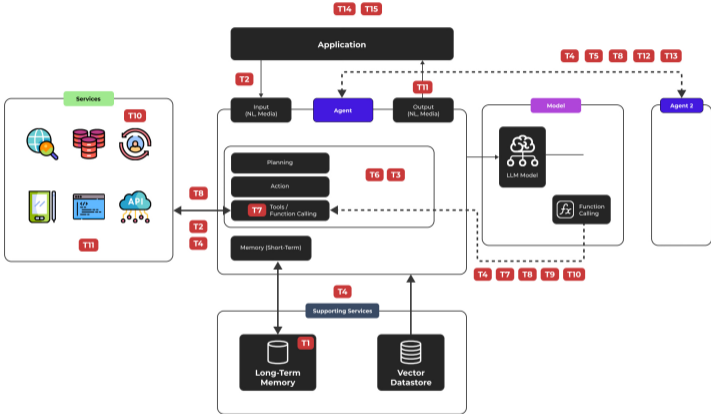 T14 T15
Application
T4 T5 T8 T12 T13
T2
T11
Services
Input
(NL, Media)
Agent
Output
(NL, Media)
Model
Agent 2
T10
Planning
Action
T7 Tools /
Function Calling
T6 T3
LLM Model
T8
T2
T4
API
T11
fx Function
Calling
Memory (Short-Term)
T4 T7 T8 T9 T10
T4
Supporting Services
T1
Long-Term
Memory
Vector
Datastore